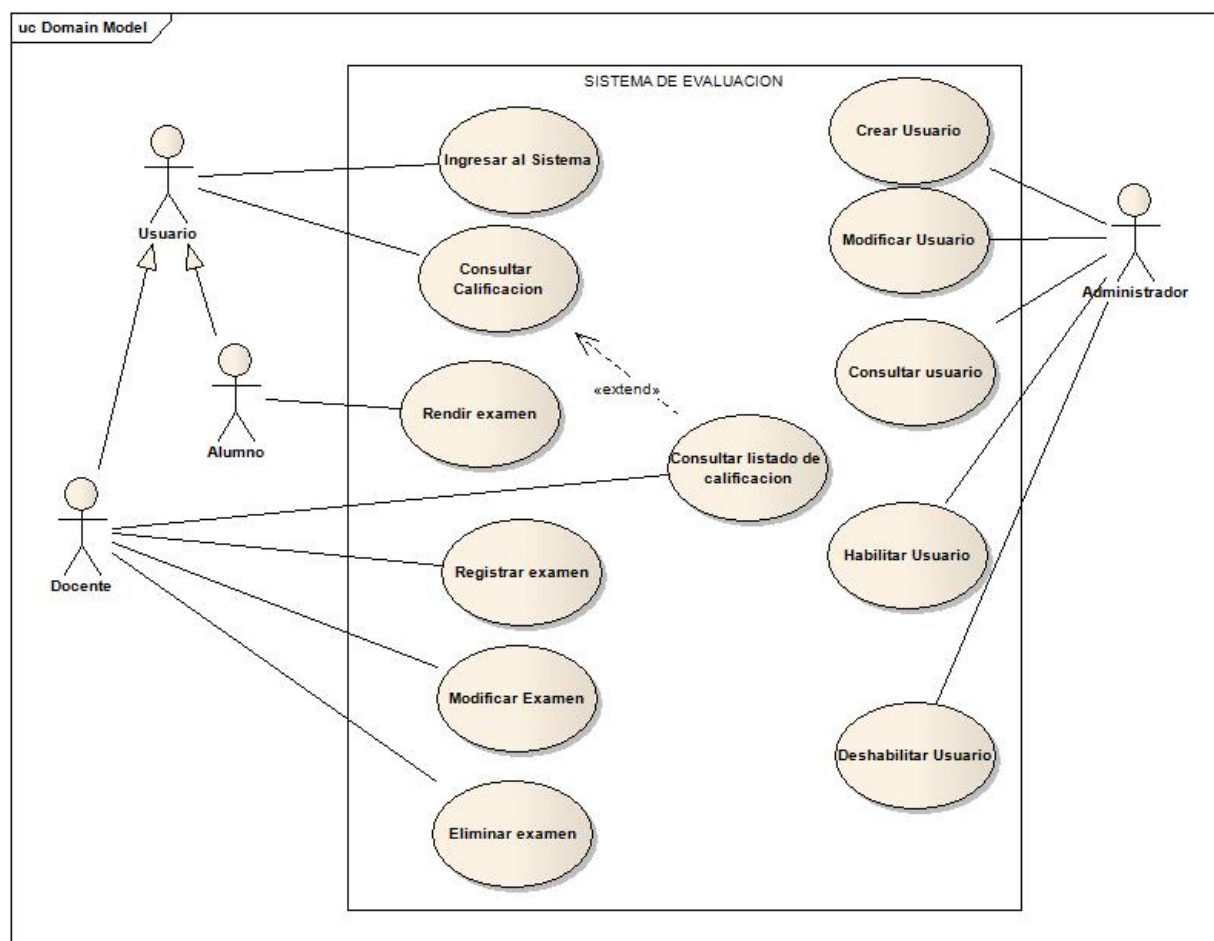 uc Domain Model
SISTEMA DE EVALUACION
Crear Usuario
Ingresar al Sistema
Usuario
Modificar Usuario
Consultar
Calificacion
Administrador
Consultar usuario
«extend»
Rendir examen
Alumno
Consultar listado de
calificacion
Habilitar Usuario
Registrar examen
Docente
Modificar Examen
Deshabilitar Usuario
Eliminar examen